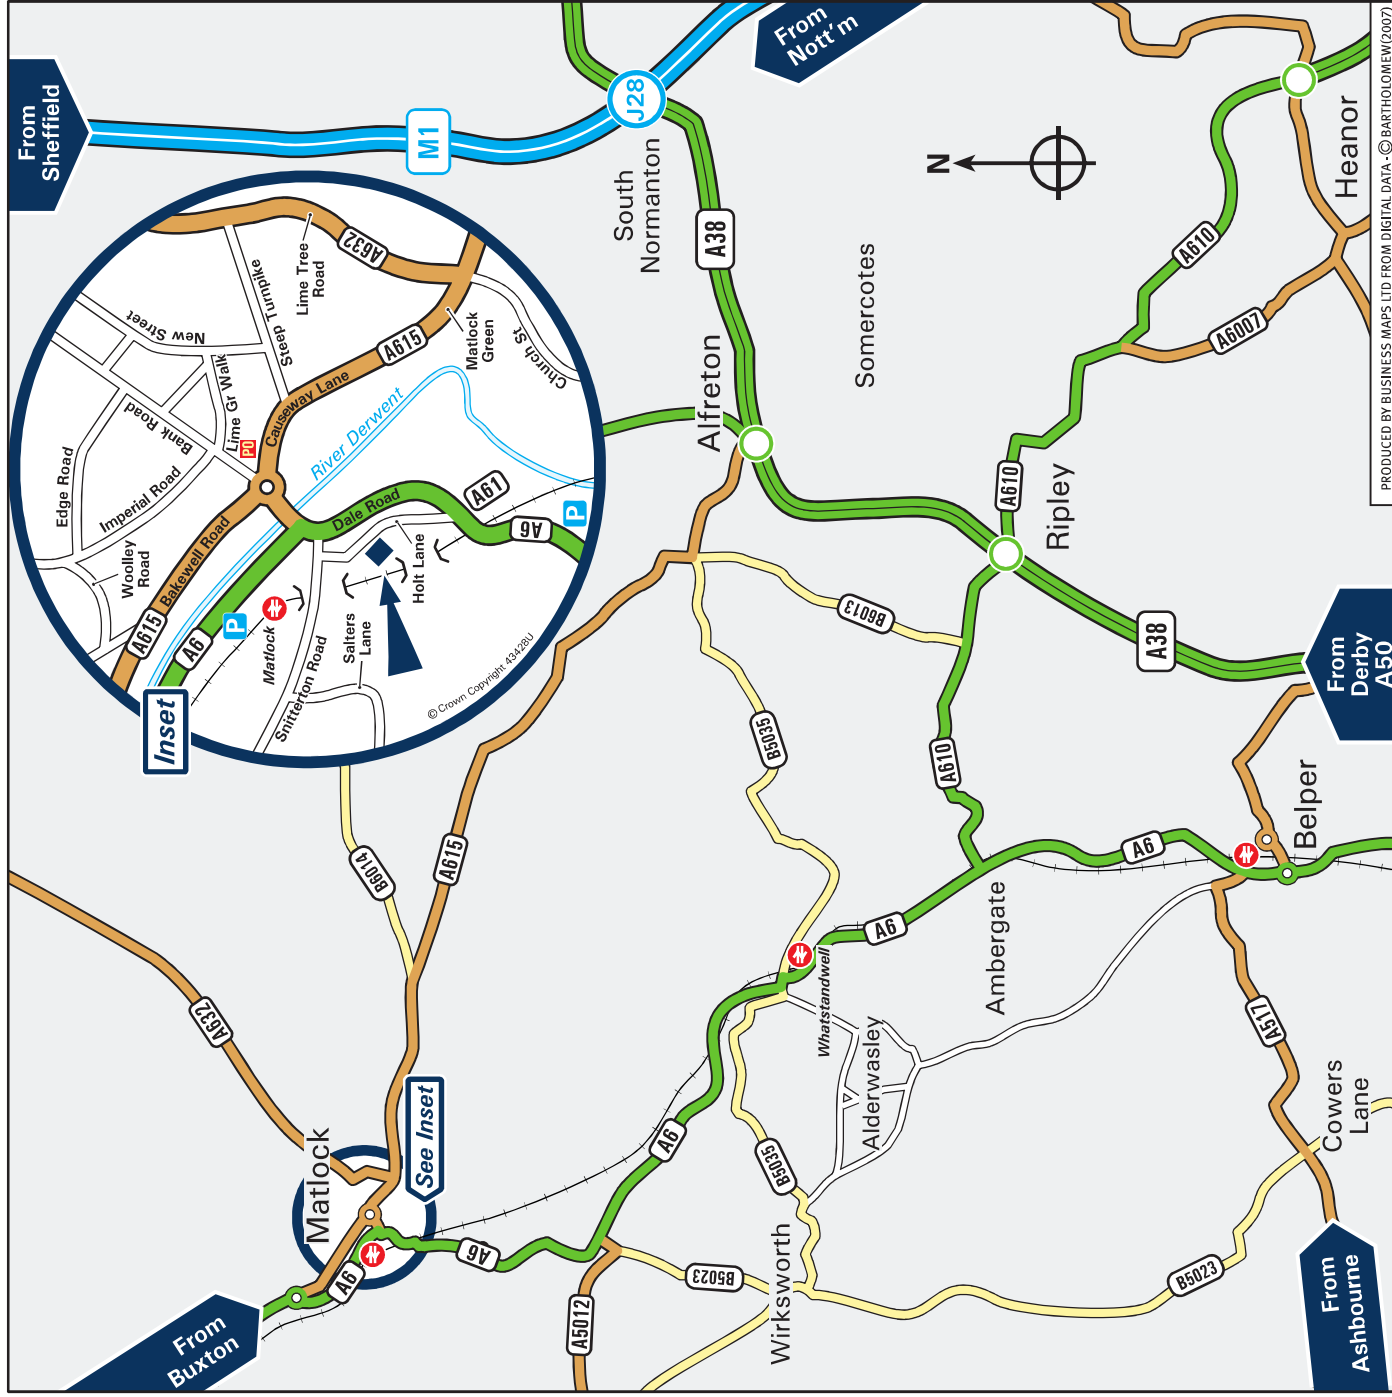 From
Sheffield
M1
J28
From
Nott'm
South
Normanton
A38
N
Heanor
A610
A6007
Somercotes
Alfreton
A610
Ripley
A38
From
Derby
A50
PRODUCED BY BUSINESS MAPS LTD FROM DIGITAL DATA - © BARTHOLOMEW(2007)
New Street
Steep Turnpike
Lime Tree
Road
A632
Lime Gr Walk
Bank Road
Edge Road
Imperial Road
Woolley
Road
PO
Causeway Lane
A615
Matlock
Green
Church St
River Derwent
Bakewell Road
A615
A6
P
Matlock
Dale Road
A61
A6
P
Holt Lane
Salters
Lane
Snitterton Road
© Crown Copyright 43428U
Inset
B6013
B5035
A610
B6014
A615
A632
A6
Belper
A6
Ambergate
Whatstandwell
Alderwasley
A517
Cowers
Lane
Matlock
See Inset
A6
A6
A6
B5035
B5023
Wirksworth
A5012
B5023
From
Buxton
From
Ashbourne